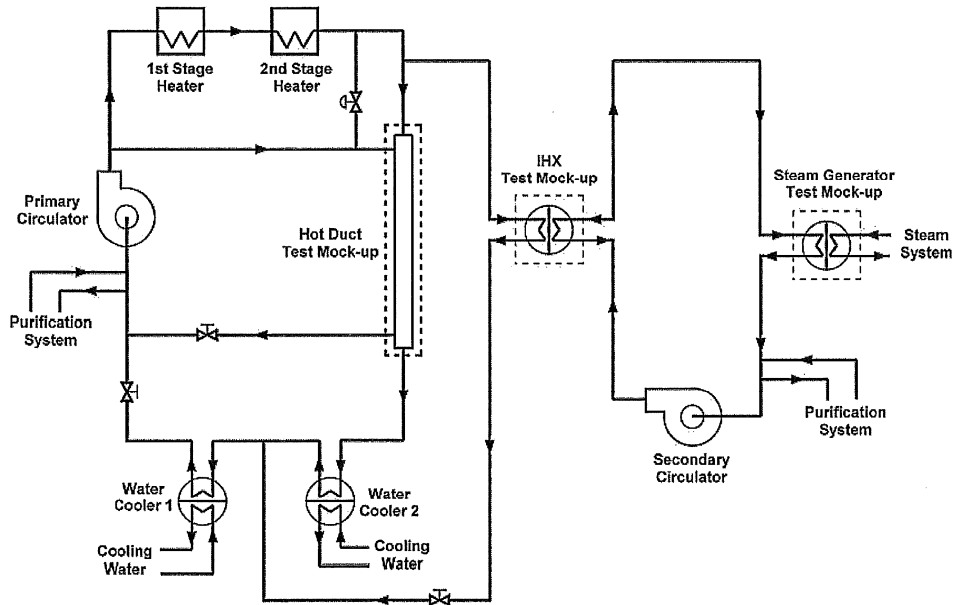 1st Stage
Heater
2nd Stage
Heater
Primary
Circulator
Hot Duct
Test Mock-up
IHX
Test Mock-up
Steam Generator
Test Mock-up
Steam
System
Purification
System
Purification
System
Secondary
Circulator
Water
Cooler 1
Water
Cooler 2
Cooling
Water
Cooling
Water